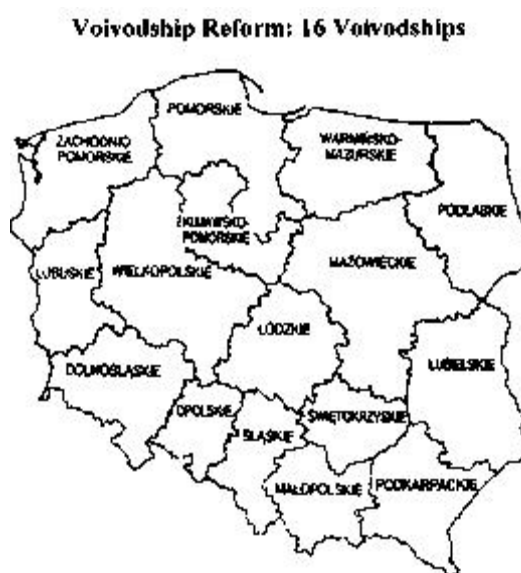 Voivodship Reform: 16 Voivodships
POMORSKIE
ZACHODNIO
POMORSKIE
WARMIŃSKO-
MAZURSKIE
PODLASKIE
KUJAWSKO-
POMORSKIE
MAZOWIECKIE
LUBUSKIE
WIELKOPOLSKIE
ŁÓDZKIE
LUBELSKIE
DOLNOŚLĄSKIE
OPOLSKIE
ŚWIĘTOKRZYSKIE
ŚLĄSKIE
MAŁOPOLSKIE
PODKARPACKIE